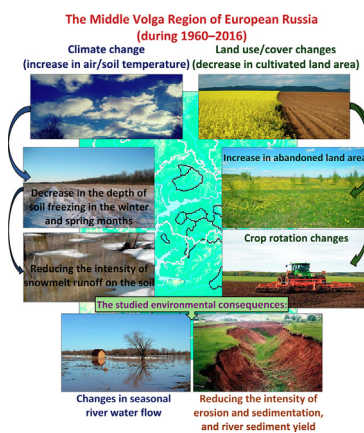 The Middle Volga Region of European Russia
(during 1960–2016)
Climate change
(increase in air/soil temperature)
Land use/cover changes
(decrease in cultivated land area)
Increase in abandoned land area
Decrease in the depth of
soil freezing in the winter
and spring months
Crop rotation changes
Reducing the intensity of
snowmelt runoff on the soil
The studied environmental consequences:
Changes in seasonal
river water flow
Reducing the intensity of
erosion and sedimentation,
and river sediment yield